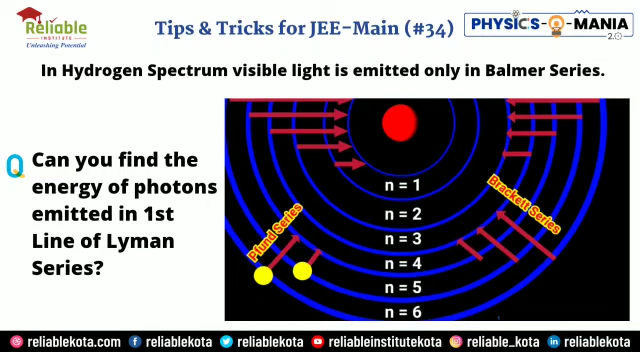 Reliable
INSTITUTE
Unleashing Potential
Tips & Tricks for JEE-Main (#34)
PHYSICS-O-MANIA
2.0
In Hydrogen Spectrum visible light is emitted only in Balmer Series.
Q Can you find the
energy of photons
emitted in 1st
Line of Lyman
Series?
n = 1
n = 2
n = 3
n = 4
n = 5
n = 6
Pfund Series
Brackett Series
reliablekota.com
reliablekota
reliablekota
reliableinstitutekota
reliable_kota
reliablekota